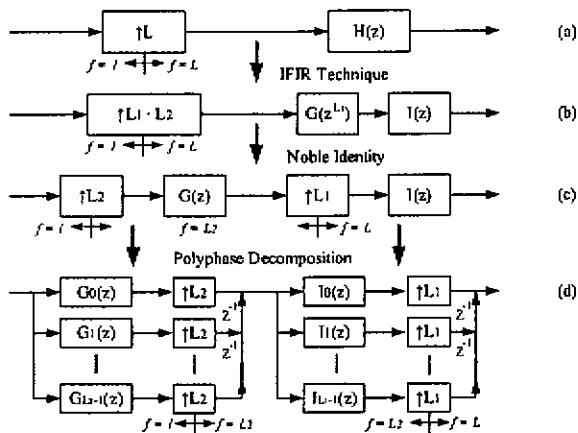 ↑L H(z) (a)
f = 1 f = L
IFIR Technique
↑L1 · L2 G(z^L1) I(z) (b)
f = 1 f = L
Noble Identity
↑L2 G(z) ↑L1 I(z) (c)
f = 1 f = L2 f = L
Polyphase Decomposition
G0(z) ↑L2 I0(z) ↑L1 (d)
z^-1 z^-1
G1(z) ↑L2 I1(z) ↑L1
z^-1 z^-1
GL2-1(z) ↑L2 IL1-1(z) ↑L1
f = 1 f = L2 f = L2 f = L